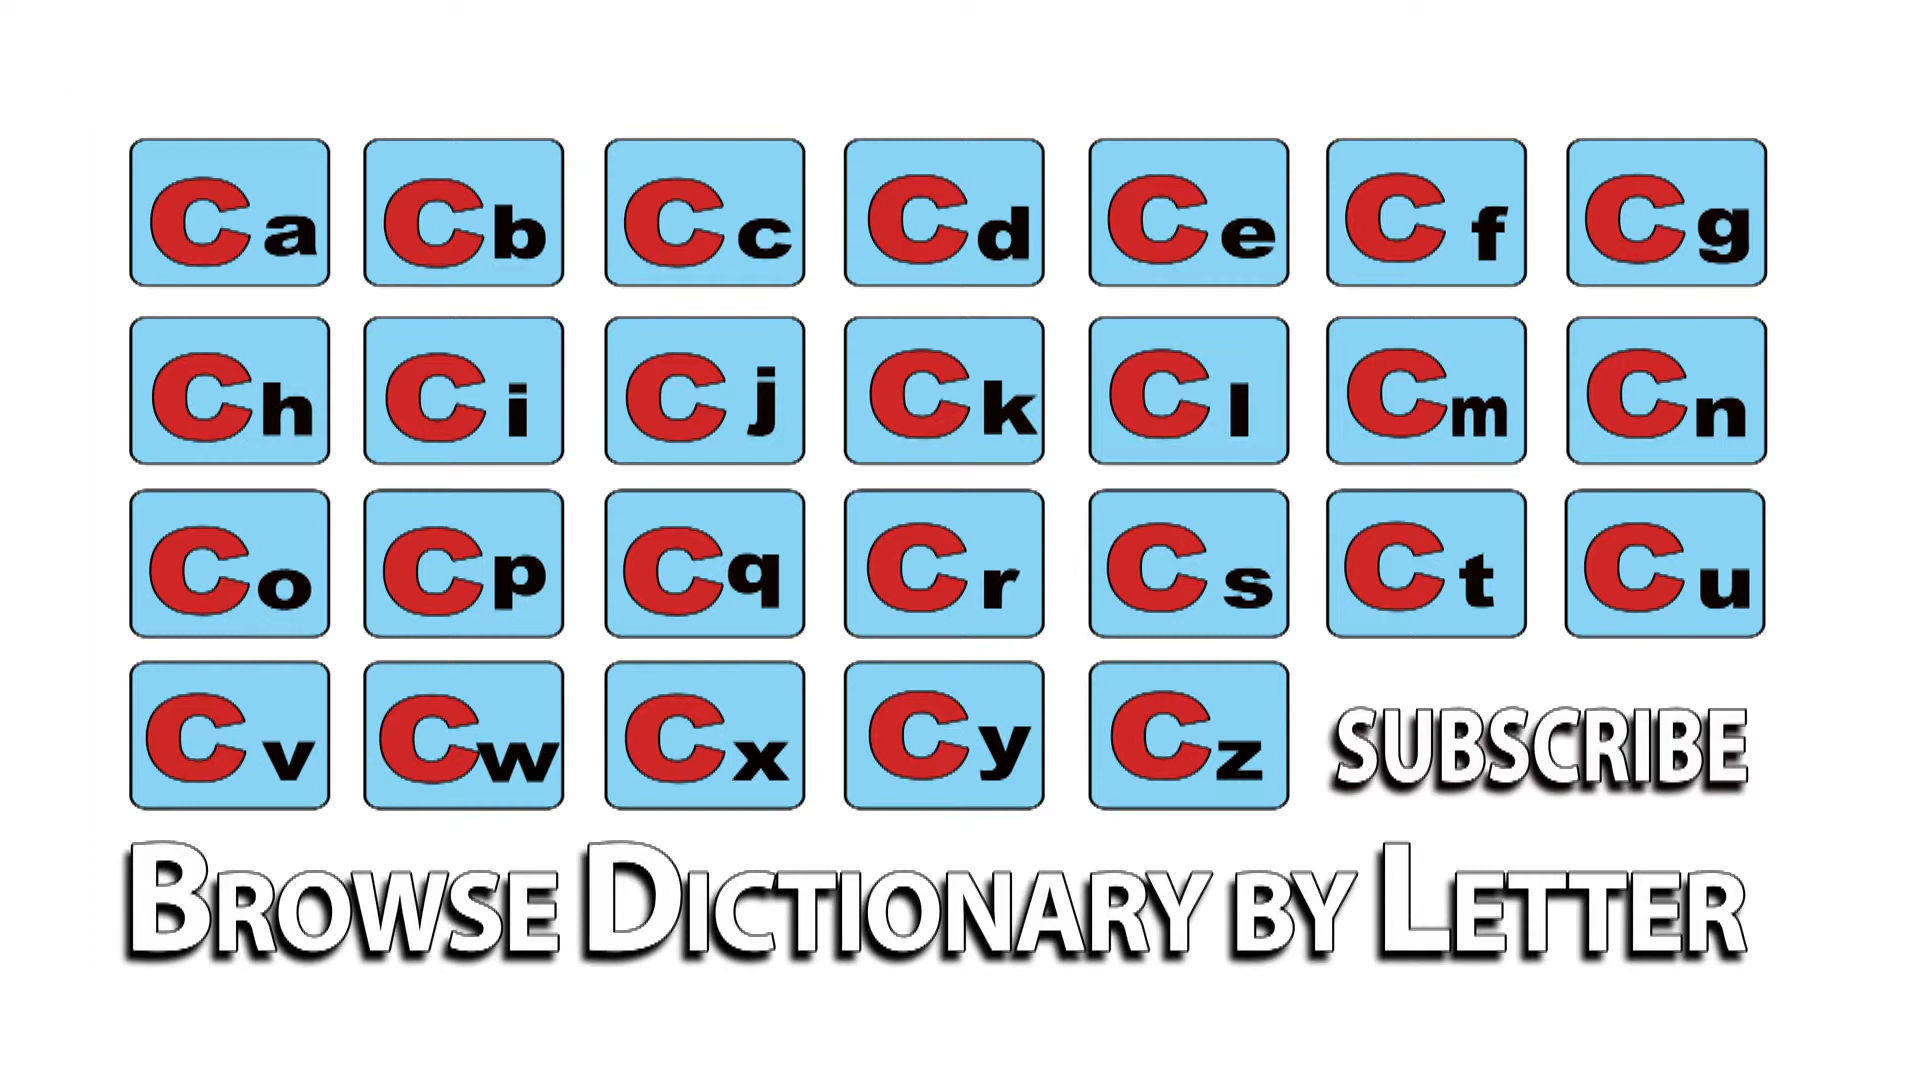 Ca Cb Cc Cd Ce Cf Cg
Ch Ci Cj Ck Cl Cm Cn
Co Cp Cq Cr Cs Ct Cu
Cv Cw Cx Cy Cz SUBSCRIBE
BROWSE DICTIONARY BY LETTER